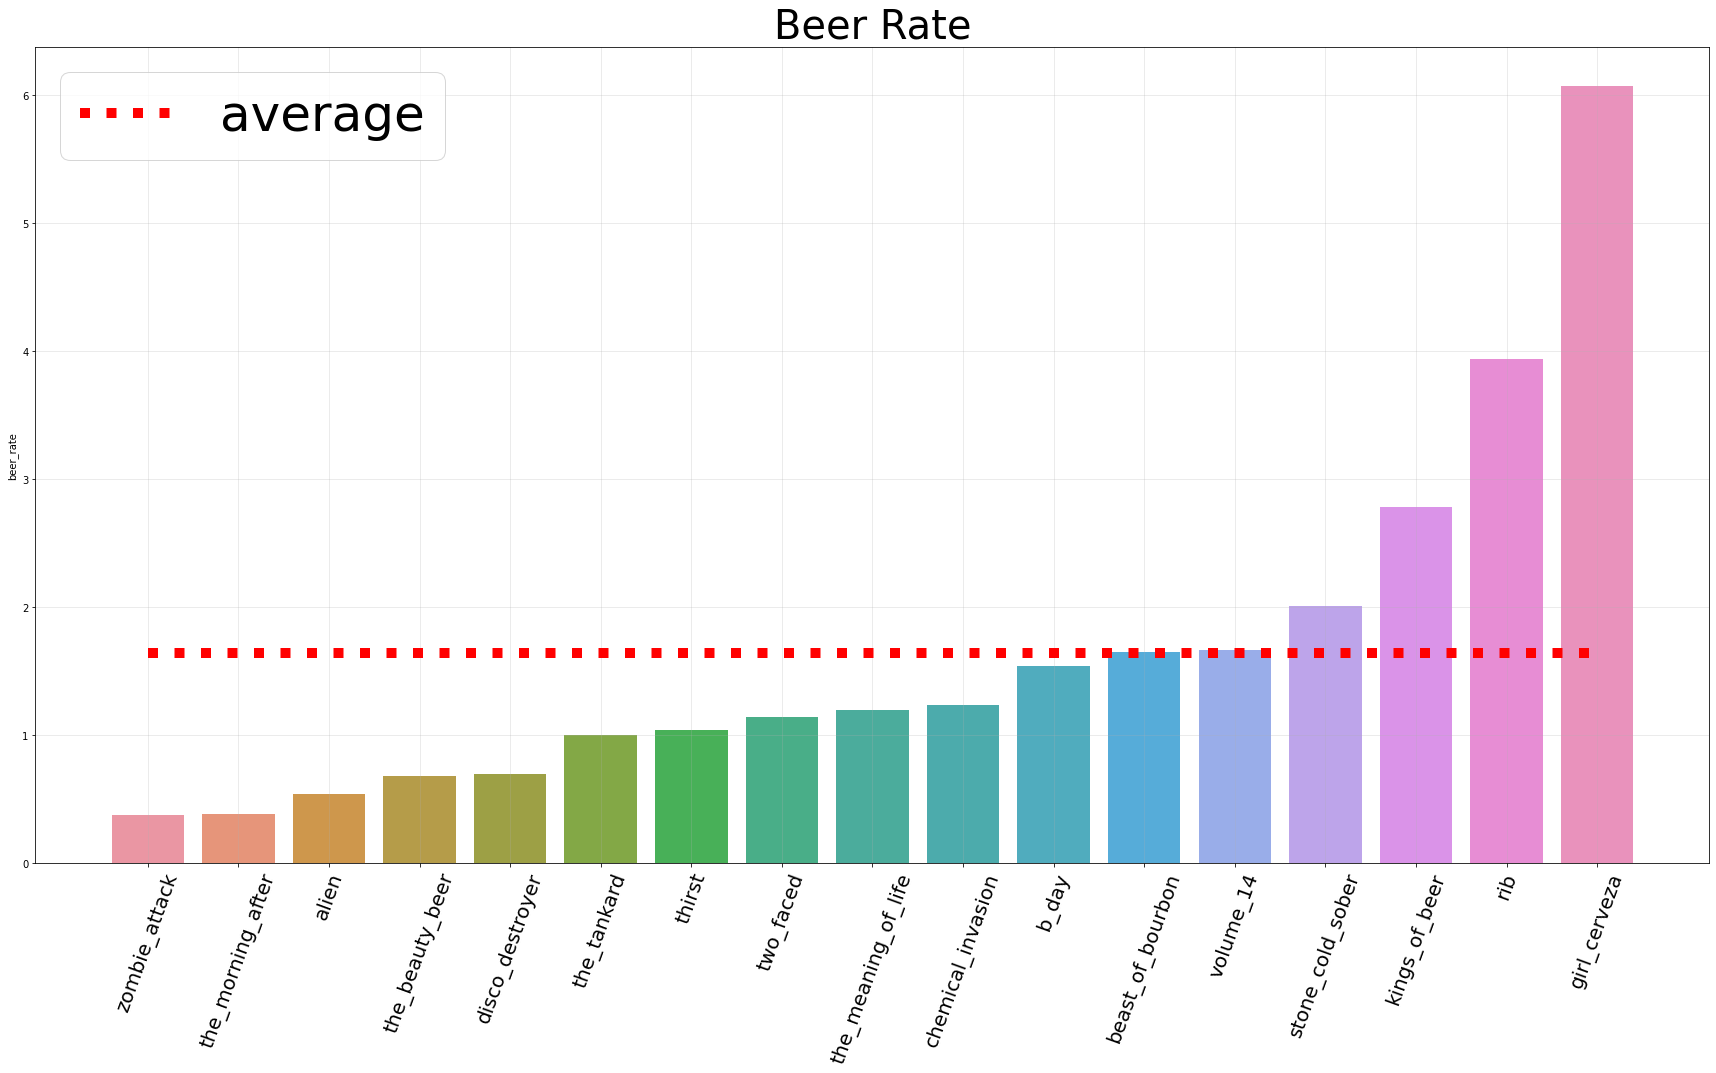 Beer Rate
average
beer_rate
6
5
4
3
2
1
0
zombie_attack
the_morning_after
alien
the_beauty_beer
disco_destroyer
the_tankard
thirst
two_faced
the_meaning_of_life
chemical_invasion
b_day
beast_of_bourbon
volume_14
stone_cold_sober
kings_of_beer
rib
girl_cerveza